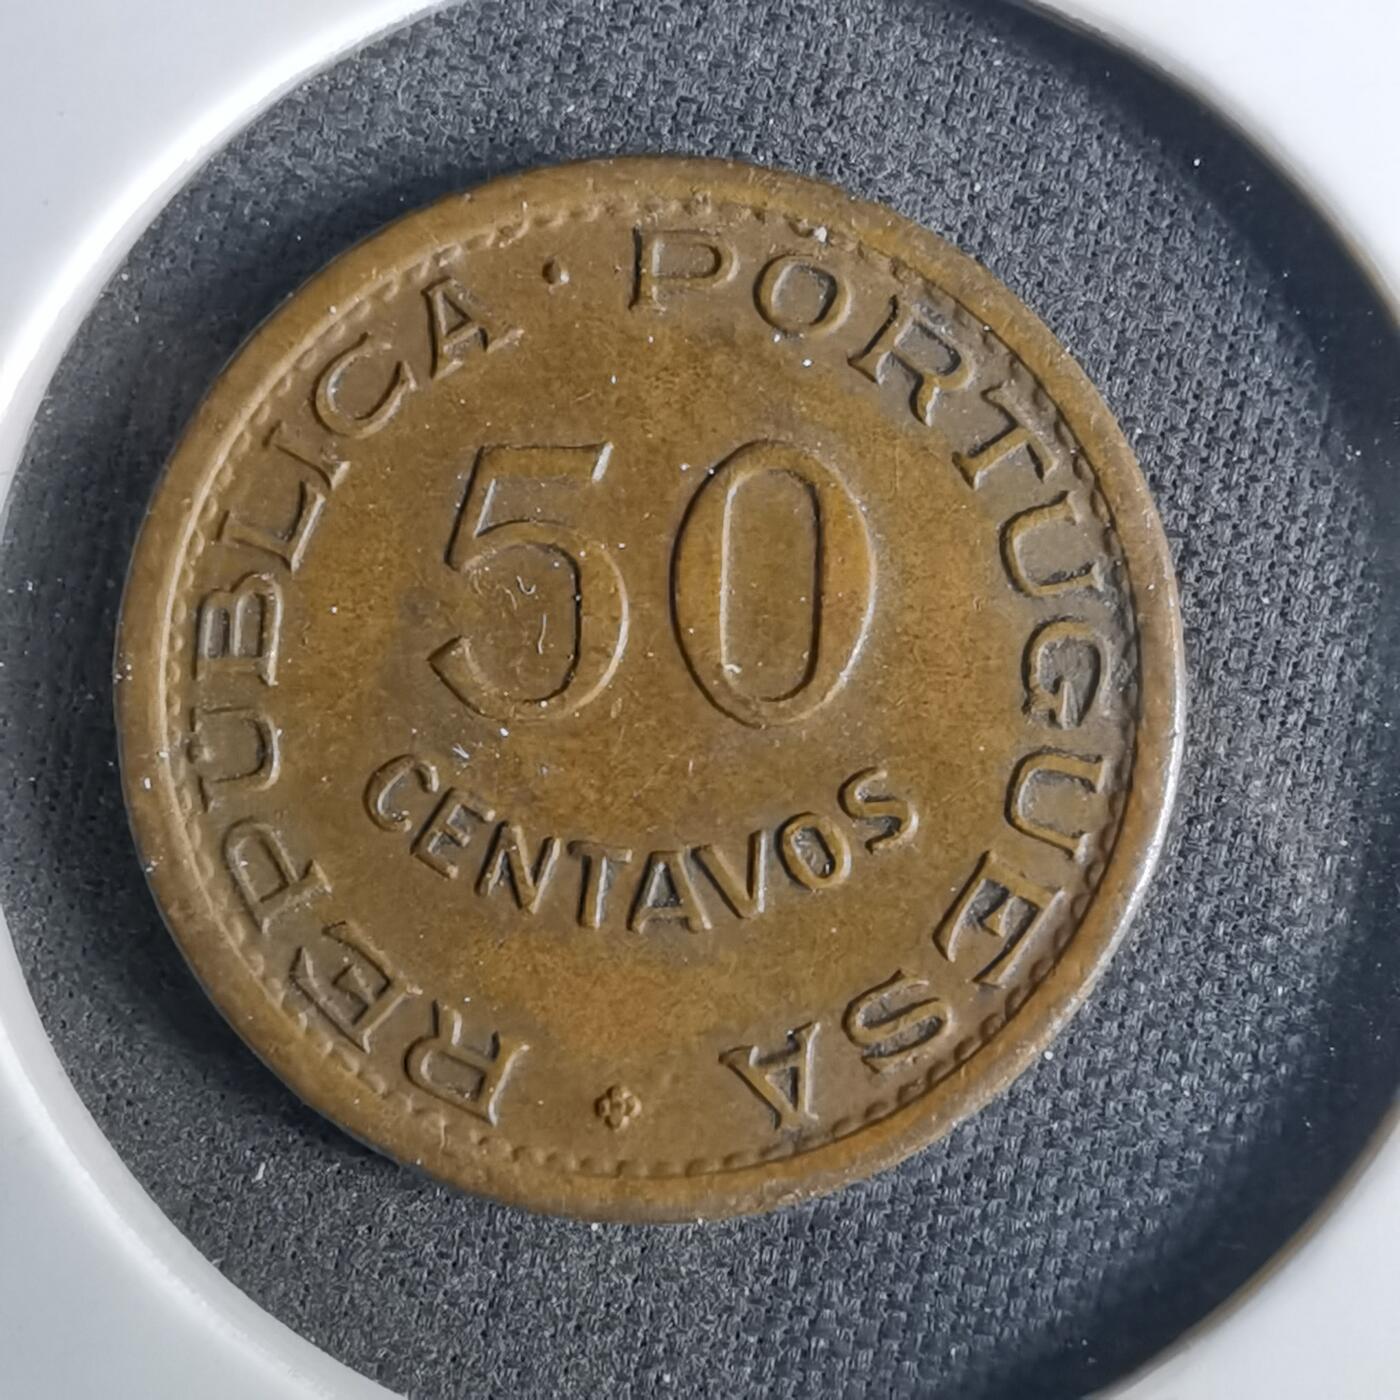 REPUBLICA · PORTUGUESA
50
CENTAVOS